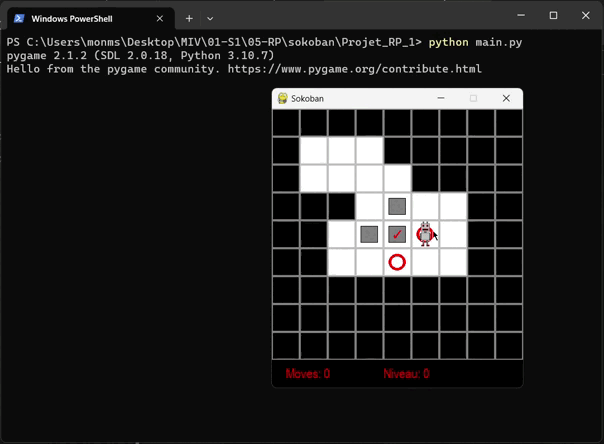 Windows PowerShell
PS C:\Users\monms\Desktop\MIV\01-S1\05-RP\sokoban\Projet_RP_1> python main.py
pygame 2.1.2 (SDL 2.0.18, Python 3.10.7)
Hello from the pygame community. https://www.pygame.org/contribute.html
Sokoban
Moves: 0 Niveau: 0